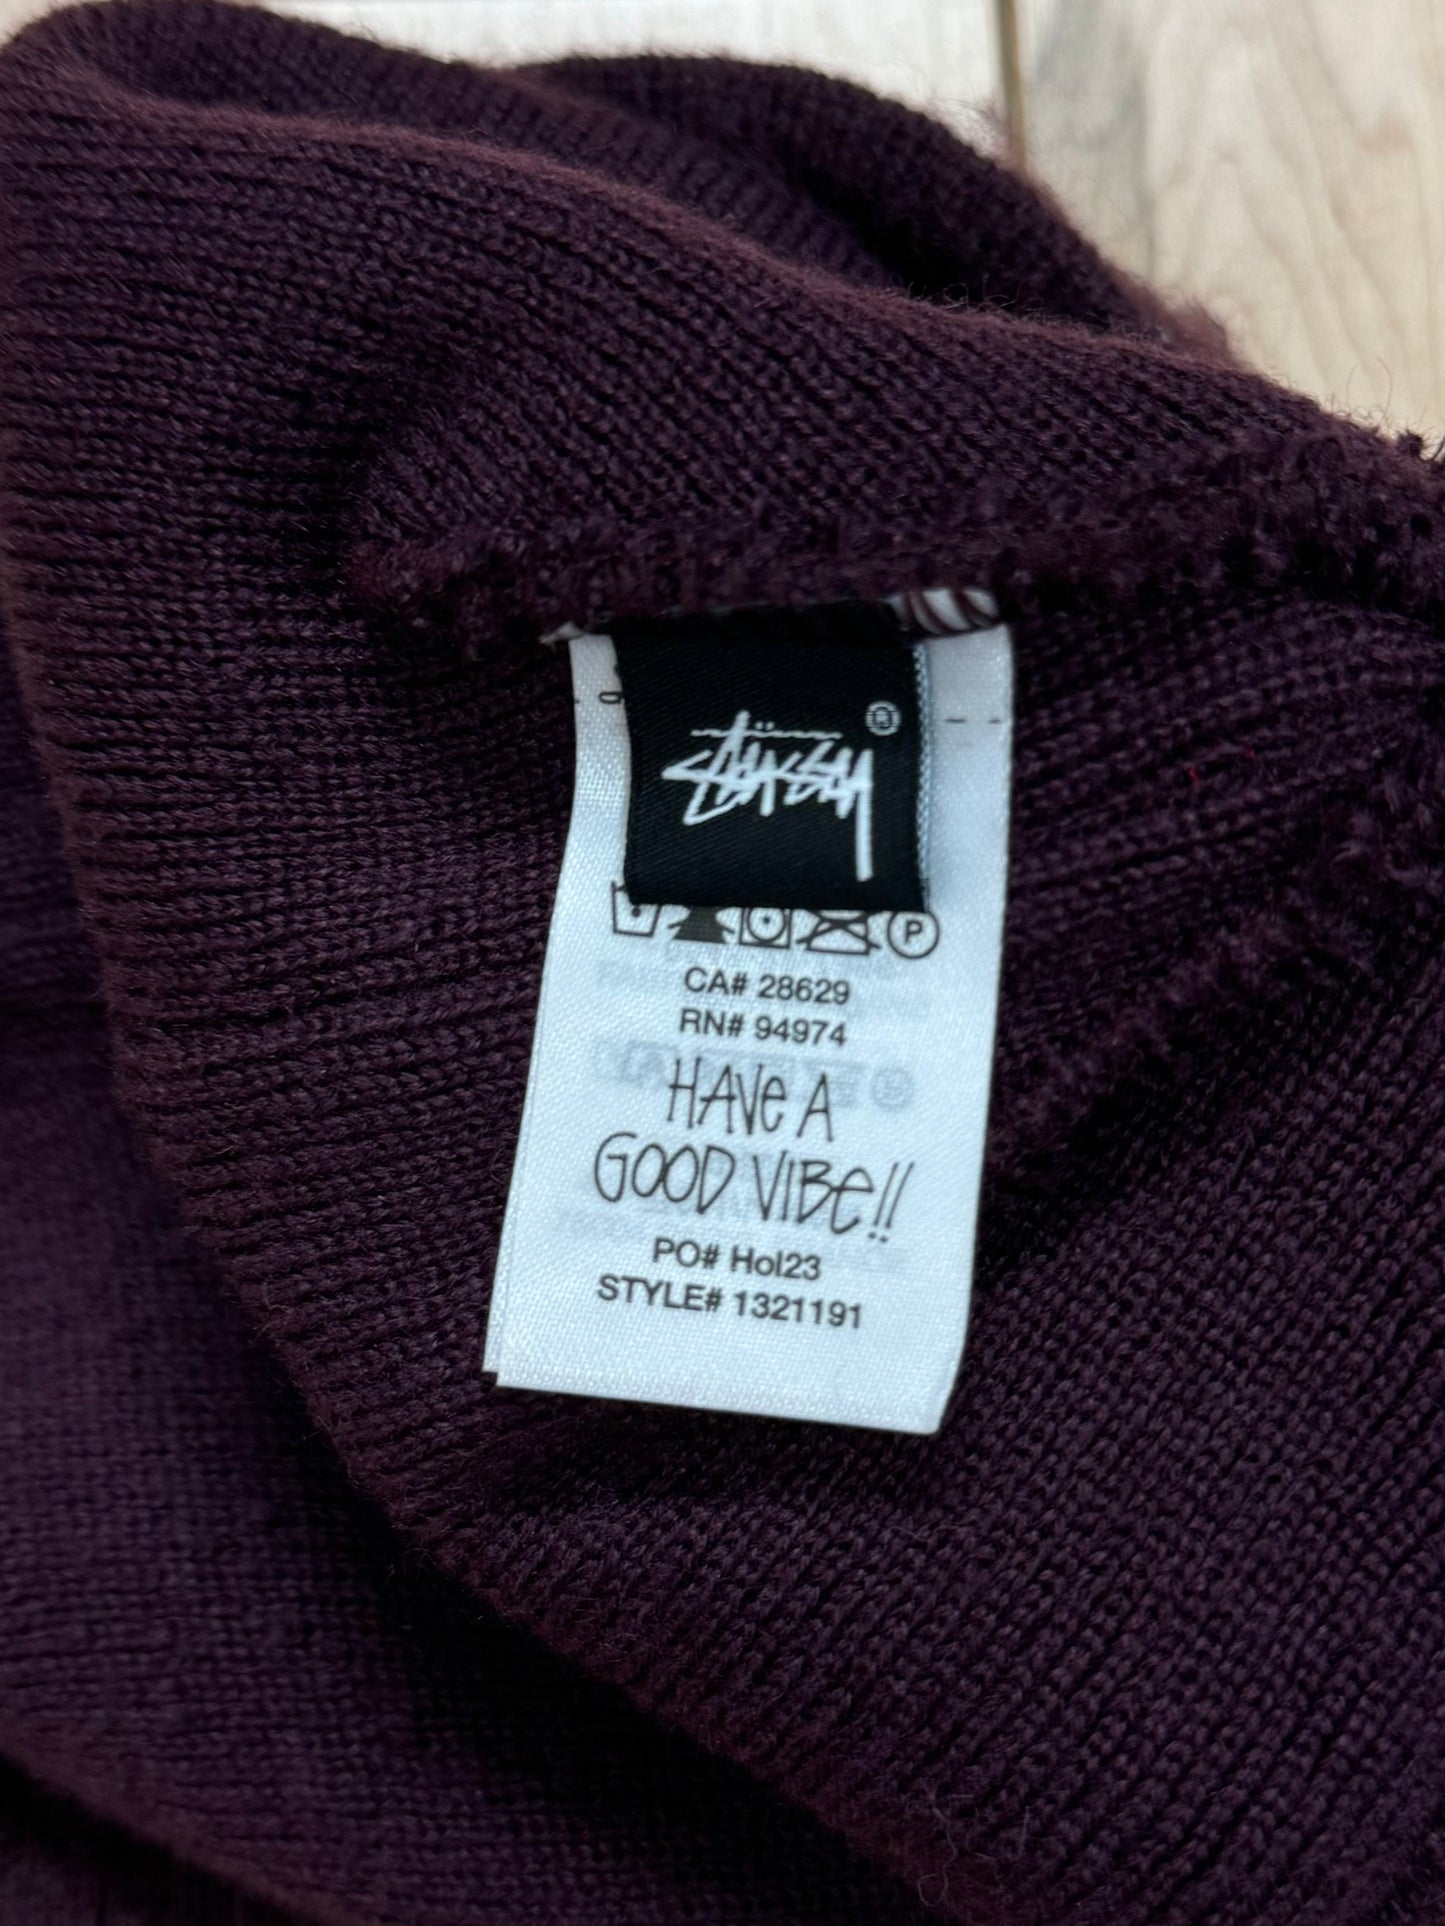 Stüssy ®
P
CA# 28629
RN# 94974
HAVE A
GOOD VIBE!!
PO# Hol23
STYLE# 1321191